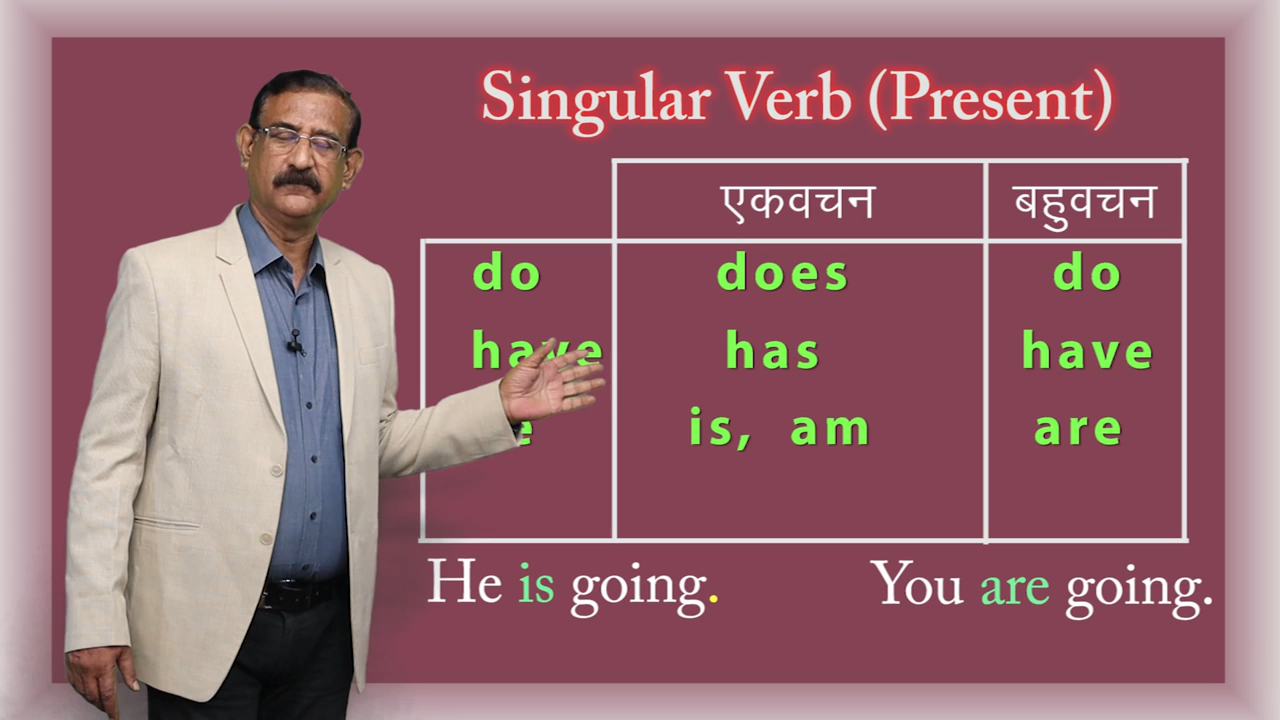 Singular Verb (Present)
एकवचन बहुवचन
do does do
have has have
is, am are
He is going. You are going.